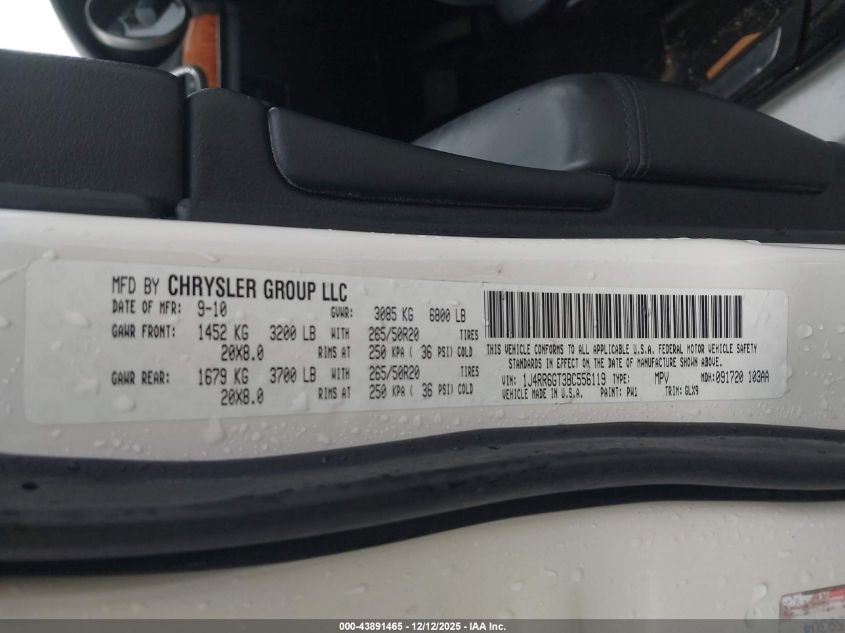 MFD BY CHRYSLER GROUP LLC
DATE OF MFR: 9-10 GVWR: 3085 KG 6800 LB
GAWR FRONT: 1452 KG 3200 LB WITH 265/50R20 TIRES
20X8.0 RIMS AT 250 KPA ( 36 PSI) COLD
GAWR REAR: 1679 KG 3700 LB WITH 265/50R20 TIRES
20X8.0 RIMS AT 250 KPA ( 36 PSI) COLD
THIS VEHICLE CONFORMS TO ALL APPLICABLE U.S.A. FEDERAL MOTOR VEHICLE SAFETY
STANDARDS IN EFFECT ON THE DATE OF MANUFACTURE SHOWN ABOVE.
VIN: 1J4RR6GT3BC556119 TYPE: MPV MDH: 091720 103AA
VEHICLE MADE IN U.S.A. PAINT: PW1 TRIM: GLX9
000-43891465 - 12/12/2025 - IAA Inc.